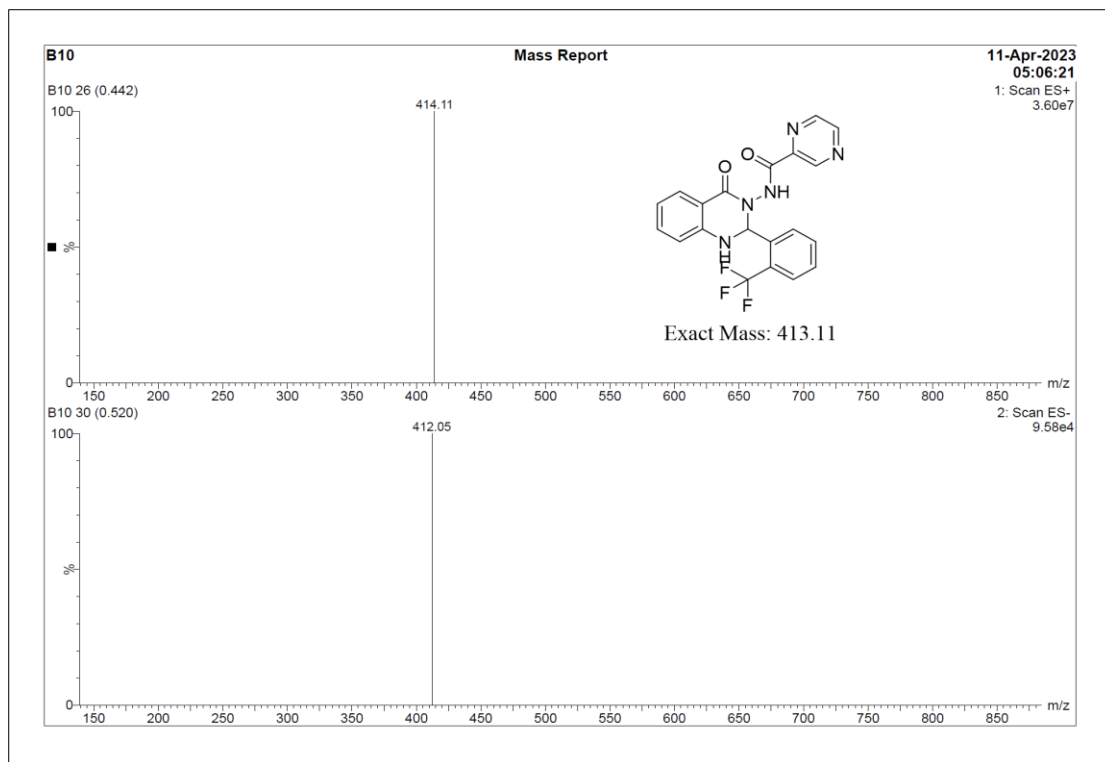 B10 Mass Report 11-Apr-2023
05:06:21
B10 26 (0.442) 1: Scan ES+
3.60e7
100
414.11
%
0
N
N
O
O
NH
N
N
H
F
F
F
Exact Mass: 413.11
150 200 250 300 350 400 450 500 550 600 650 700 750 800 850 m/z
B10 30 (0.520) 2: Scan ES-
9.58e4
100
412.05
%
0
150 200 250 300 350 400 450 500 550 600 650 700 750 800 850 m/z